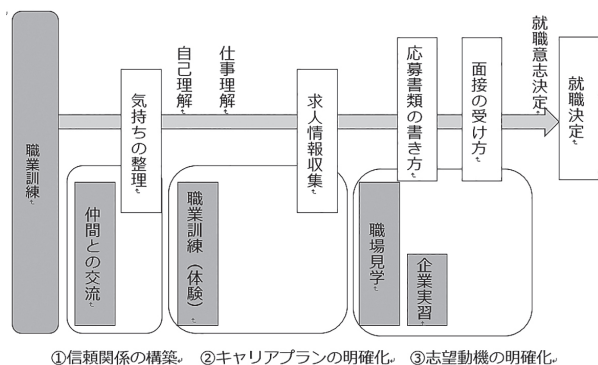 職業訓練
気持ちの整理
自己理解
仕事理解
求人情報収集
応募書類の書き方
面接の受け方
就職意志決定
就職決定
仲間との交流
職業訓練（体験）
職場見学
企業実習
①信頼関係の構築 ②キャリアプランの明確化 ③志望動機の明確化